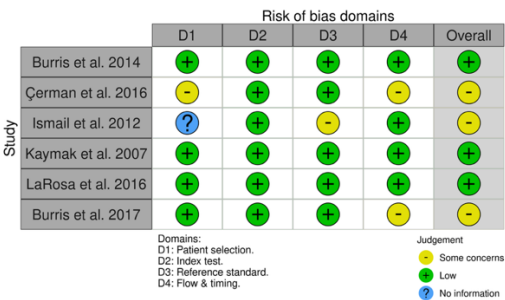 Risk of bias domains
D1 D2 D3 D4 Overall
Study
Burris et al. 2014 + + + + +
Çerman et al. 2016 - + + - -
Ismail et al. 2012 ? + - + -
Kaymak et al. 2007 + + + + +
LaRosa et al. 2016 + + + + +
Burris et al. 2017 + + + - -
Domains:
D1: Patient selection.
D2: Index test.
D3: Reference standard.
D4: Flow & timing.
Judgement
- Some concerns
+ Low
? No information